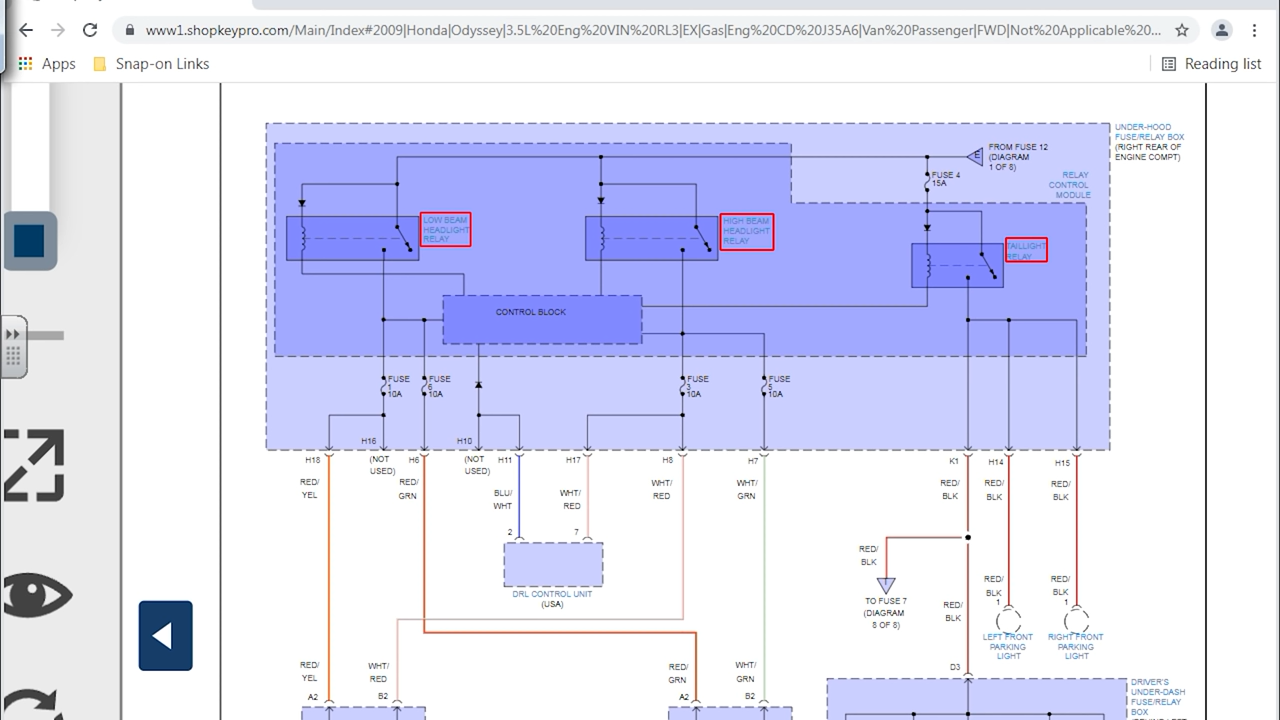 www1.shopkeypro.com/Main/Index#2009|Honda|Odyssey|3.5L%20Eng%20VIN%20RL3|EX|Gas|Eng%20CD%20J35A6|Van%20Passenger|FWD|Not%20Applicable%20...
Apps
Snap-on Links
Reading list
UNDER-HOOD
FUSE/RELAY BOX
(RIGHT REAR OF
ENGINE COMPT)
E
FROM FUSE 12
(DIAGRAM
1 OF 8)
FUSE 4
15A
RELAY
CONTROL
MODULE
LOW BEAM
HEADLIGHT
RELAY
HIGH BEAM
HEADLIGHT
RELAY
TAILLIGHT
RELAY
CONTROL BLOCK
FUSE
1
10A
FUSE
6
10A
FUSE
3
10A
FUSE
5
10A
H18
H16
(NOT
USED)
H6
H10
(NOT
USED)
H11
H17
H8
H7
K1
H14
H15
RED/
YEL
RED/
GRN
BLU/
WHT
WHT/
RED
WHT/
RED
WHT/
GRN
RED/
BLK
RED/
BLK
RED/
BLK
2
7
DRL CONTROL UNIT
(USA)
RED/
BLK
TO FUSE 7
(DIAGRAM
8 OF 8)
RED/
BLK
RED/
BLK
1
RED/
BLK
1
LEFT FRONT
PARKING
LIGHT
RIGHT FRONT
PARKING
LIGHT
RED/
YEL
WHT/
RED
RED/
GRN
WHT/
GRN
D3
A2
B2
A2
B2
DRIVER'S
UNDER-DASH
FUSE/RELAY
BOX